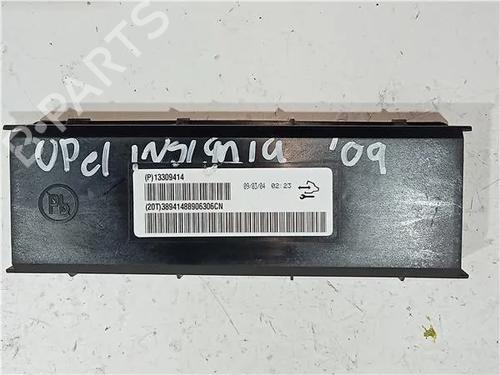 B-PARTS
OPEL INSIGNIA '09
(P)13309414
09/03/04 02:23
(20T)38941488906306CN
Pb